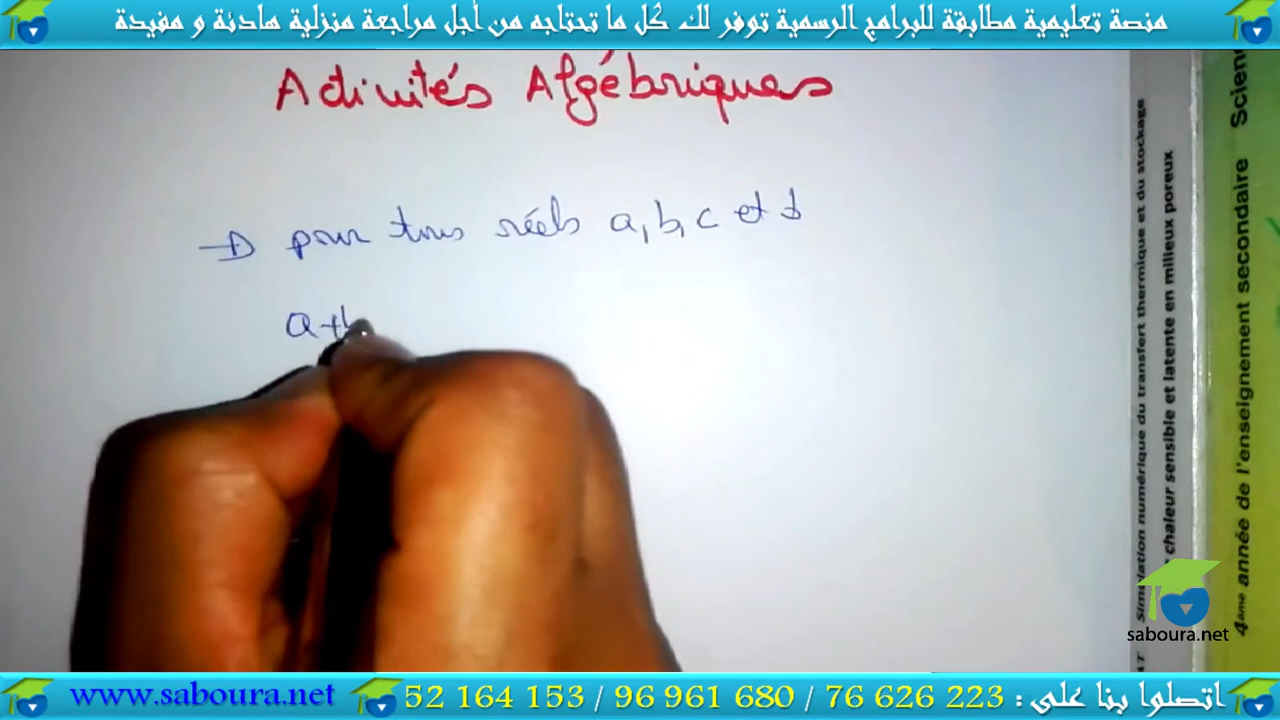 منصة تعليمية مطابقة للبرامج الرسمية توفر لك كل ما تحتاجه من أجل مراجعة منزلية هادئة و مفيدة
Activités Algébriques
pour tous réels a, b, c et d
a+b
Simulation numérique du transfert thermique et du stockage
chaleur sensible et latente en milieux poreux
4ème année de l'enseignement secondaire Scien
saboura.net
www.saboura.net 52 164 153 / 96 961 680 / 76 626 223 : اتصلوا بنا على